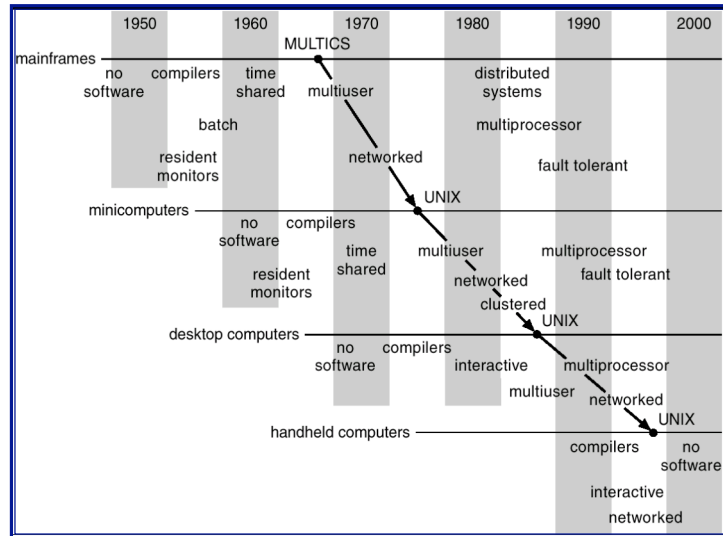 1950 1960 1970 1980 1990 2000
MULTICS
mainframes
no compilers time distributed
software shared multiuser systems
batch multiprocessor
resident networked fault tolerant
monitors
minicomputers UNIX
no compilers
software
time multiuser multiprocessor
shared
resident networked fault tolerant
monitors
clustered
desktop computers UNIX
no compilers
software interactive multiprocessor
multiuser networked
handheld computers UNIX
compilers no
software
interactive
networked